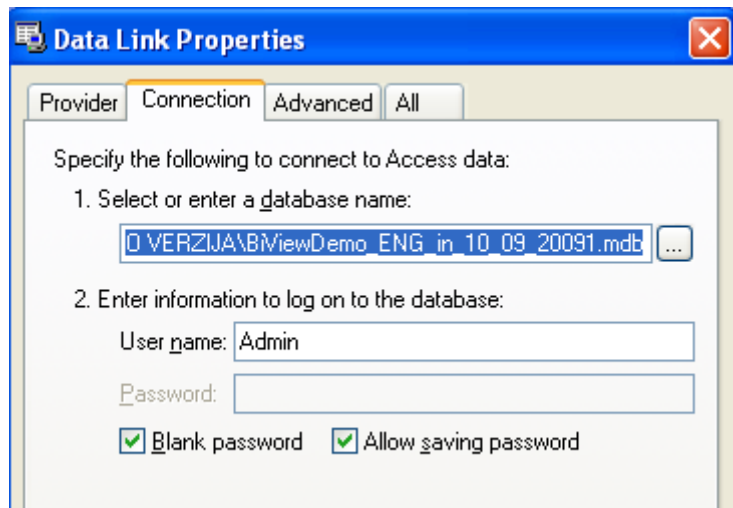 Data Link Properties
Provider Connection Advanced All
Specify the following to connect to Access data:
1. Select or enter a database name:
O VERZIJA\BiViewDemo_ENG_in_10_09_20091.mdb ...
2. Enter information to log on to the database:
User name: Admin
Password:
Blank password Allow saving password